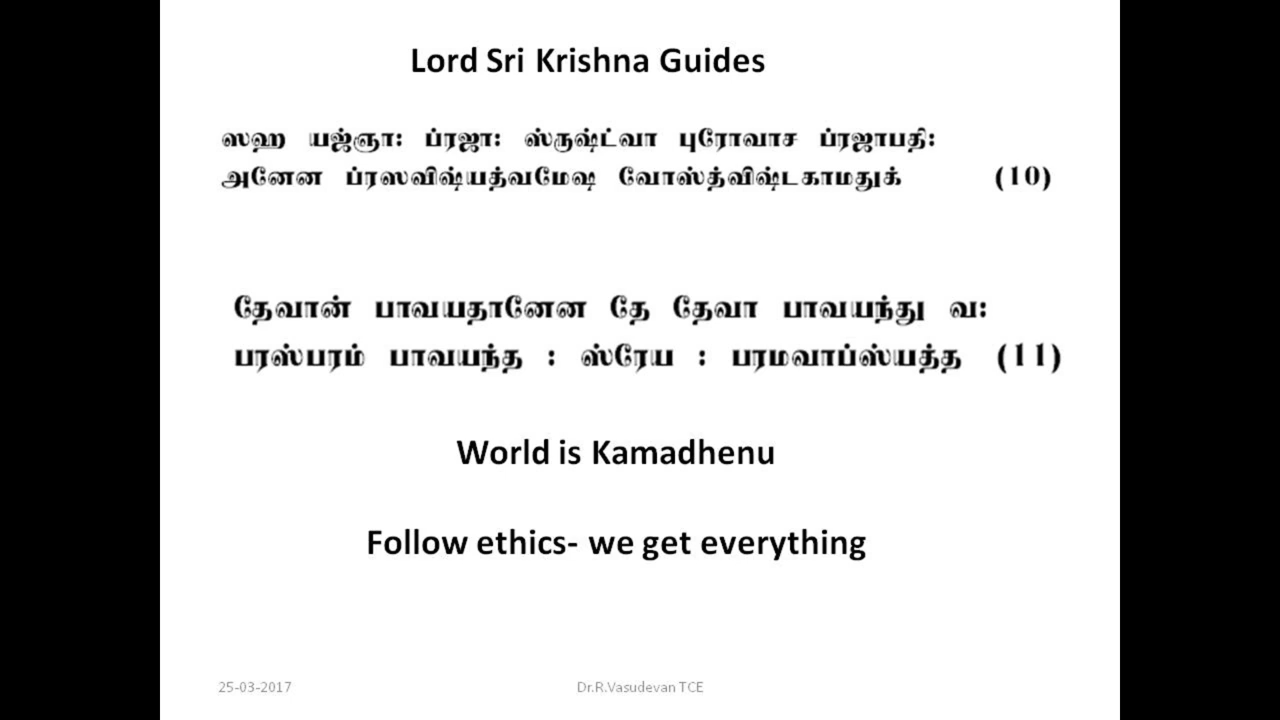 Lord Sri Krishna Guides
ஸஹ யஜ்ஞா: ப்ரஜா: ஸ்ருஷ்ட்வா புரோவாச ப்ரஜாபதி:
அனேன ப்ரஸவிஷ்யத்வமேஷ வோஸ்த்விஷ்டகாமதுக் (10)
தேவான் பாவயதானேன தே தேவா பாவயந்து வ:
பரஸ்பரம் பாவயந்த : ஸ்ரேய : பரமவாப்ஸ்யத்த (11)
World is Kamadhenu
Follow ethics- we get everything
25-03-2017 Dr.R.Vasudevan TCE